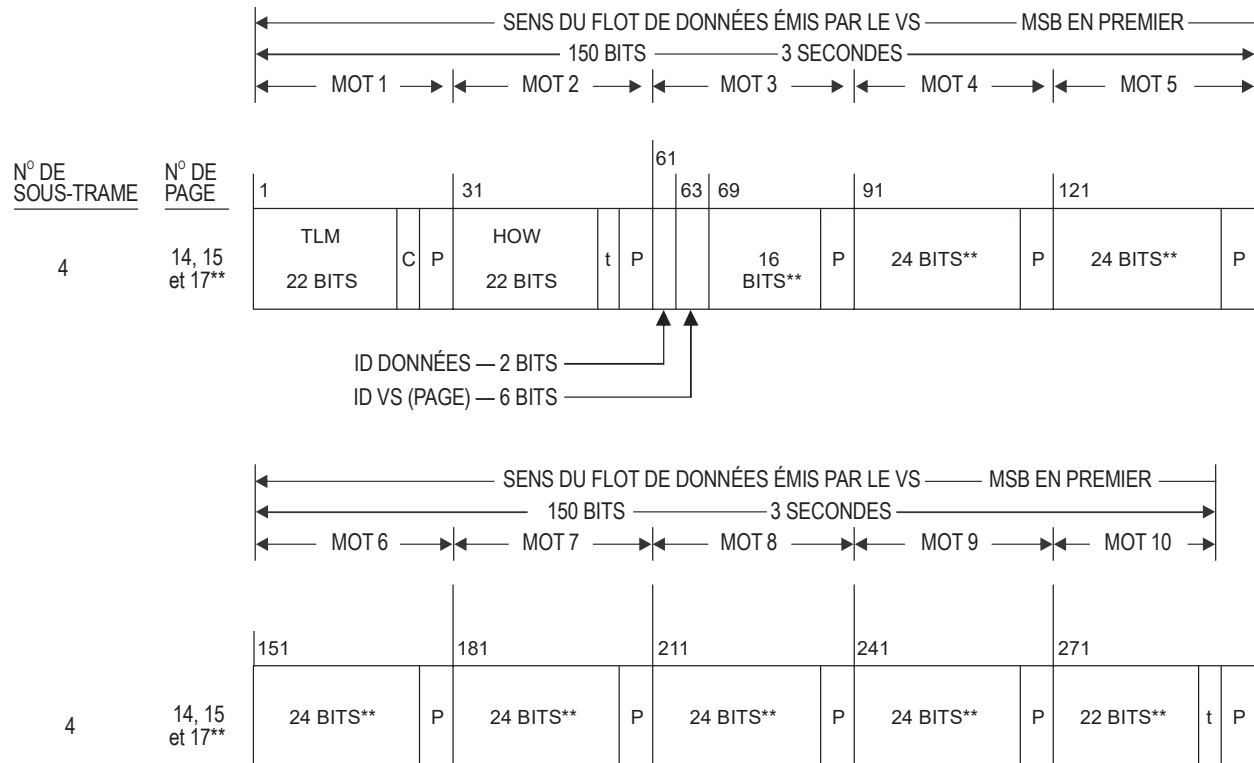 SENS DU FLOT DE DONNÉES ÉMIS PAR LE VS MSB EN PREMIER
150 BITS 3 SECONDES
MOT 1 MOT 2 MOT 3 MOT 4 MOT 5
N° DE SOUS-TRAME
N° DE PAGE
1 31 61 63 69 91 121
4
14, 15 et 17**
TLM
22 BITS
C P
HOW
22 BITS
t P
16 BITS**
P
24 BITS** P
24 BITS** P
ID DONNÉES — 2 BITS
ID VS (PAGE) — 6 BITS
SENS DU FLOT DE DONNÉES ÉMIS PAR LE VS MSB EN PREMIER
150 BITS 3 SECONDES
MOT 6 MOT 7 MOT 8 MOT 9 MOT 10
151 181 211 241 271
4
14, 15 et 17**
24 BITS** P 24 BITS** P 24 BITS** P 24 BITS** P 22 BITS** t P